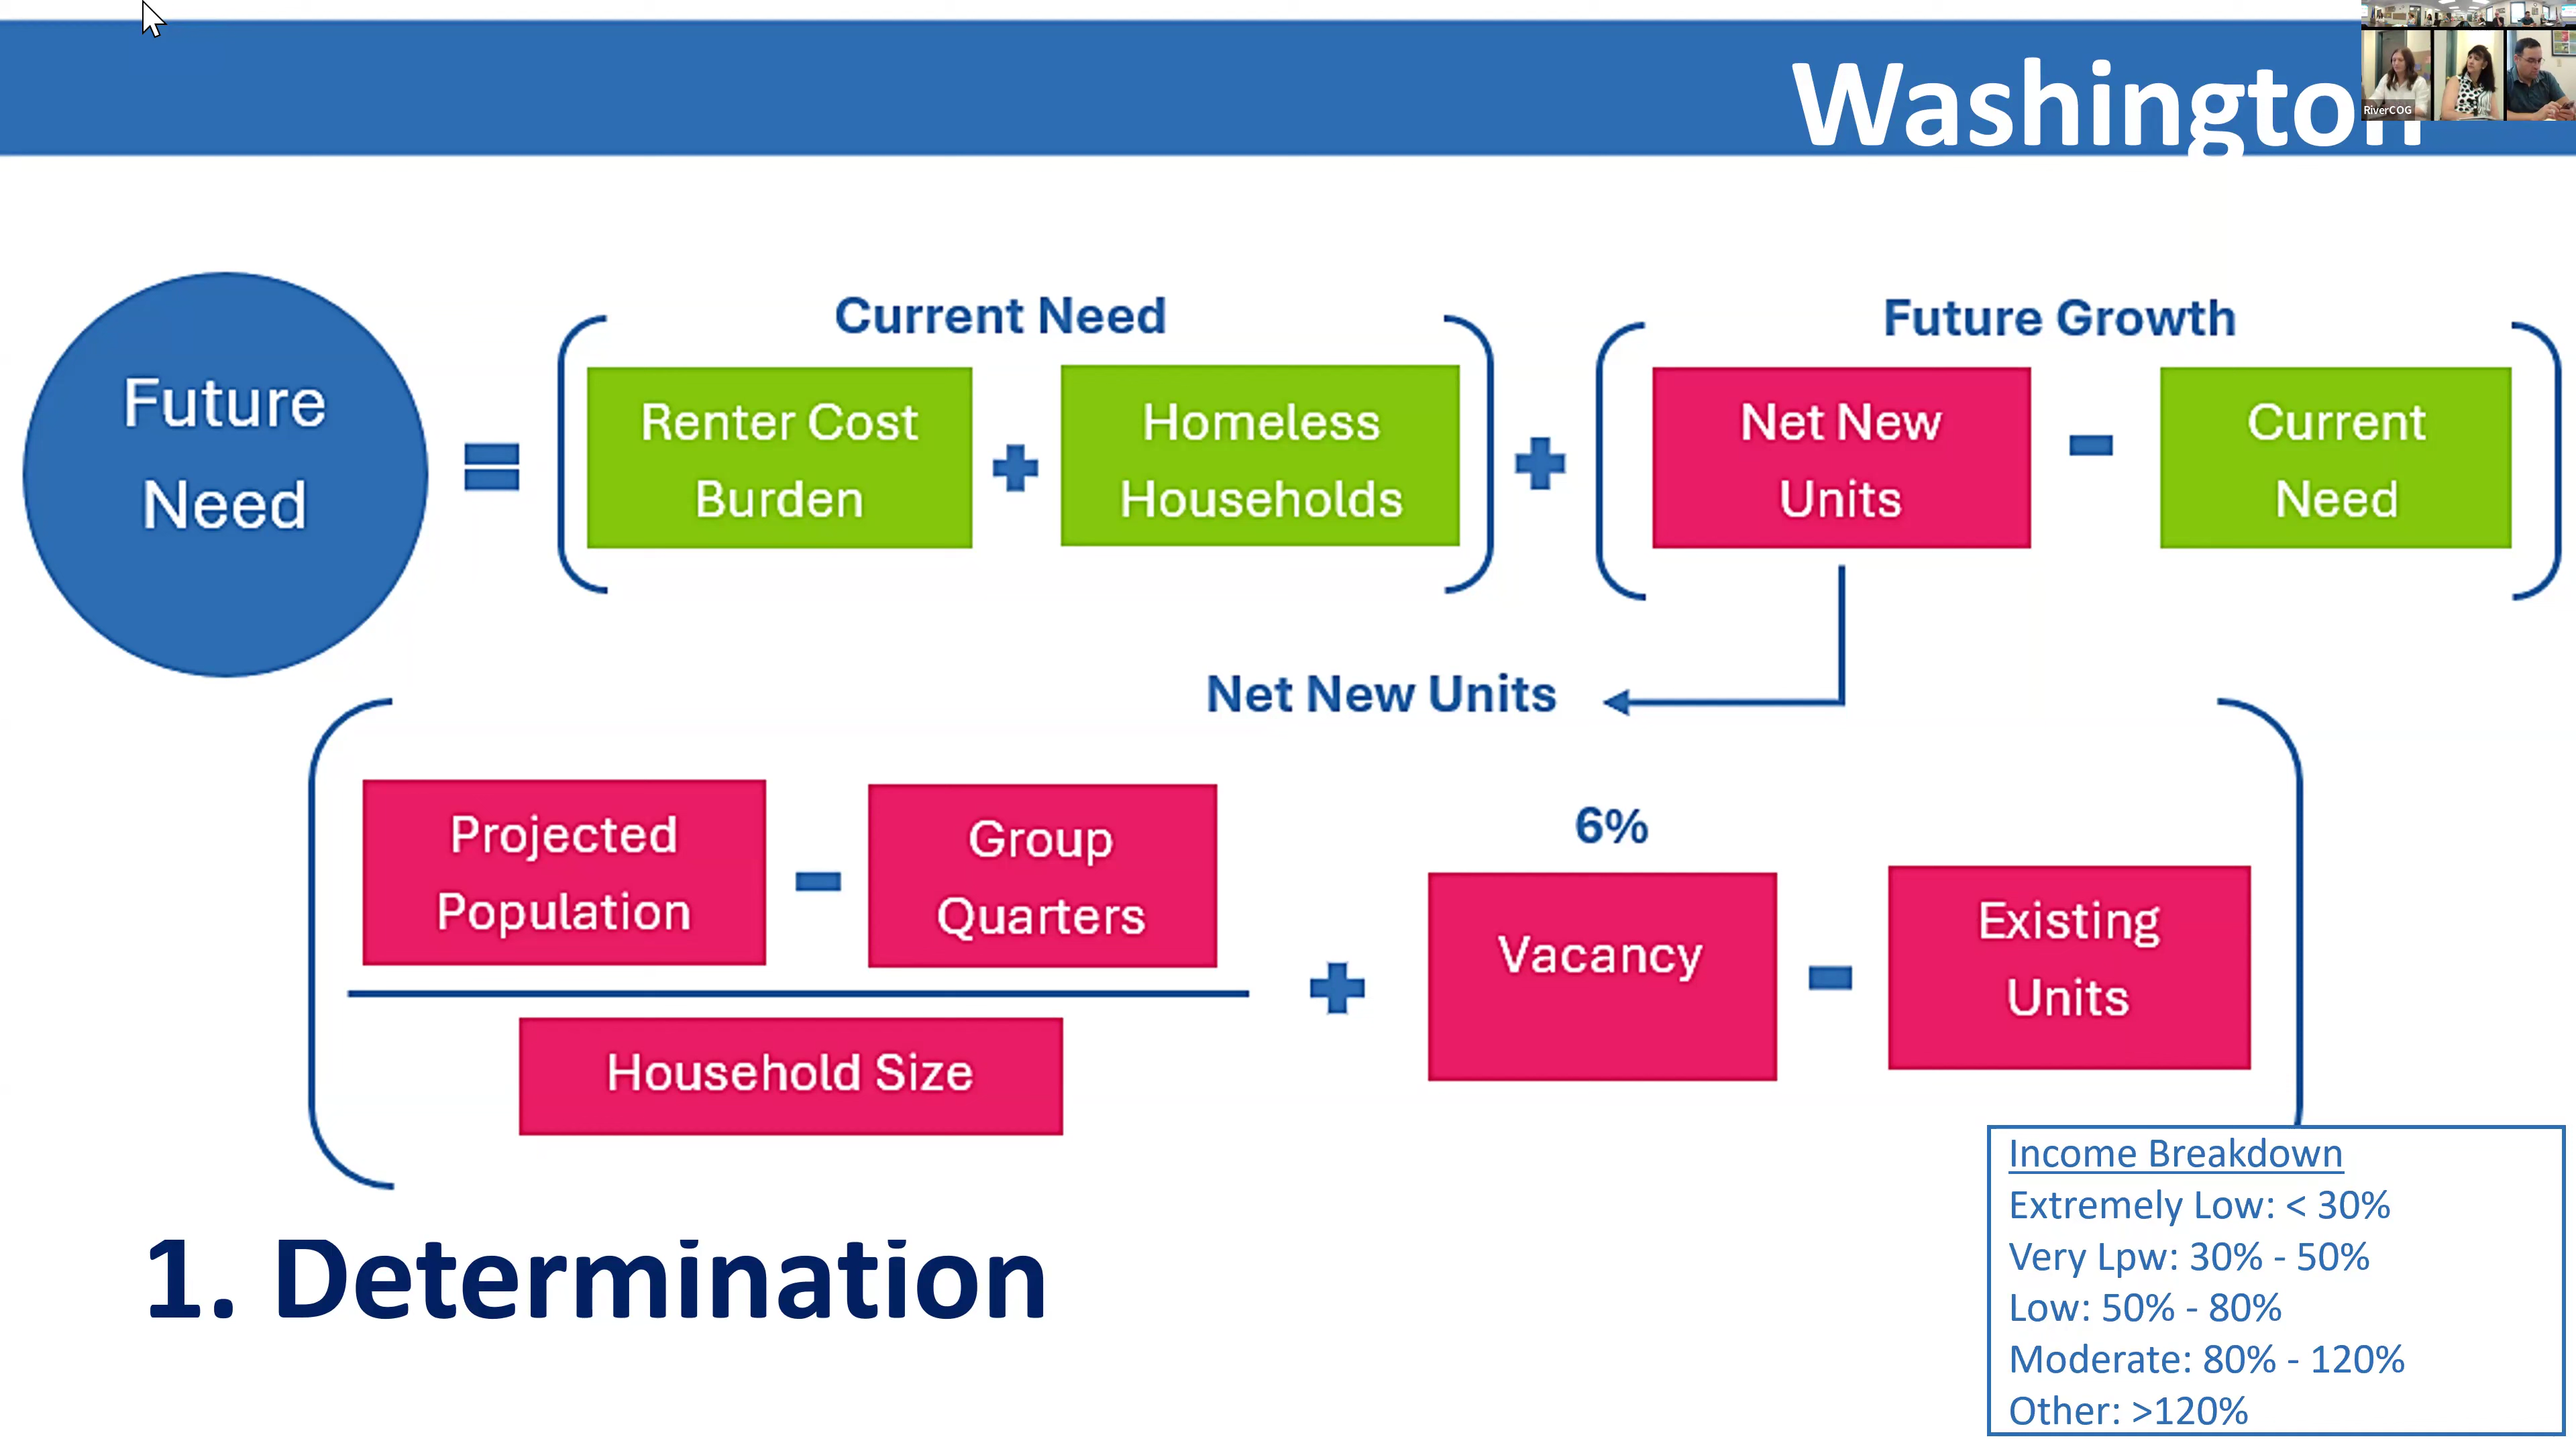 Washington
RiverCOG
Current Need
Future Growth
Future
Need
=
Renter Cost
Burden
+
Homeless
Households
+
Net New
Units
-
Current
Need
Net New Units
Projected
Population
-
Group
Quarters
Household Size
+
6%
Vacancy
-
Existing
Units
1. Determination
Income Breakdown
Extremely Low: < 30%
Very Lpw: 30% - 50%
Low: 50% - 80%
Moderate: 80% - 120%
Other: >120%